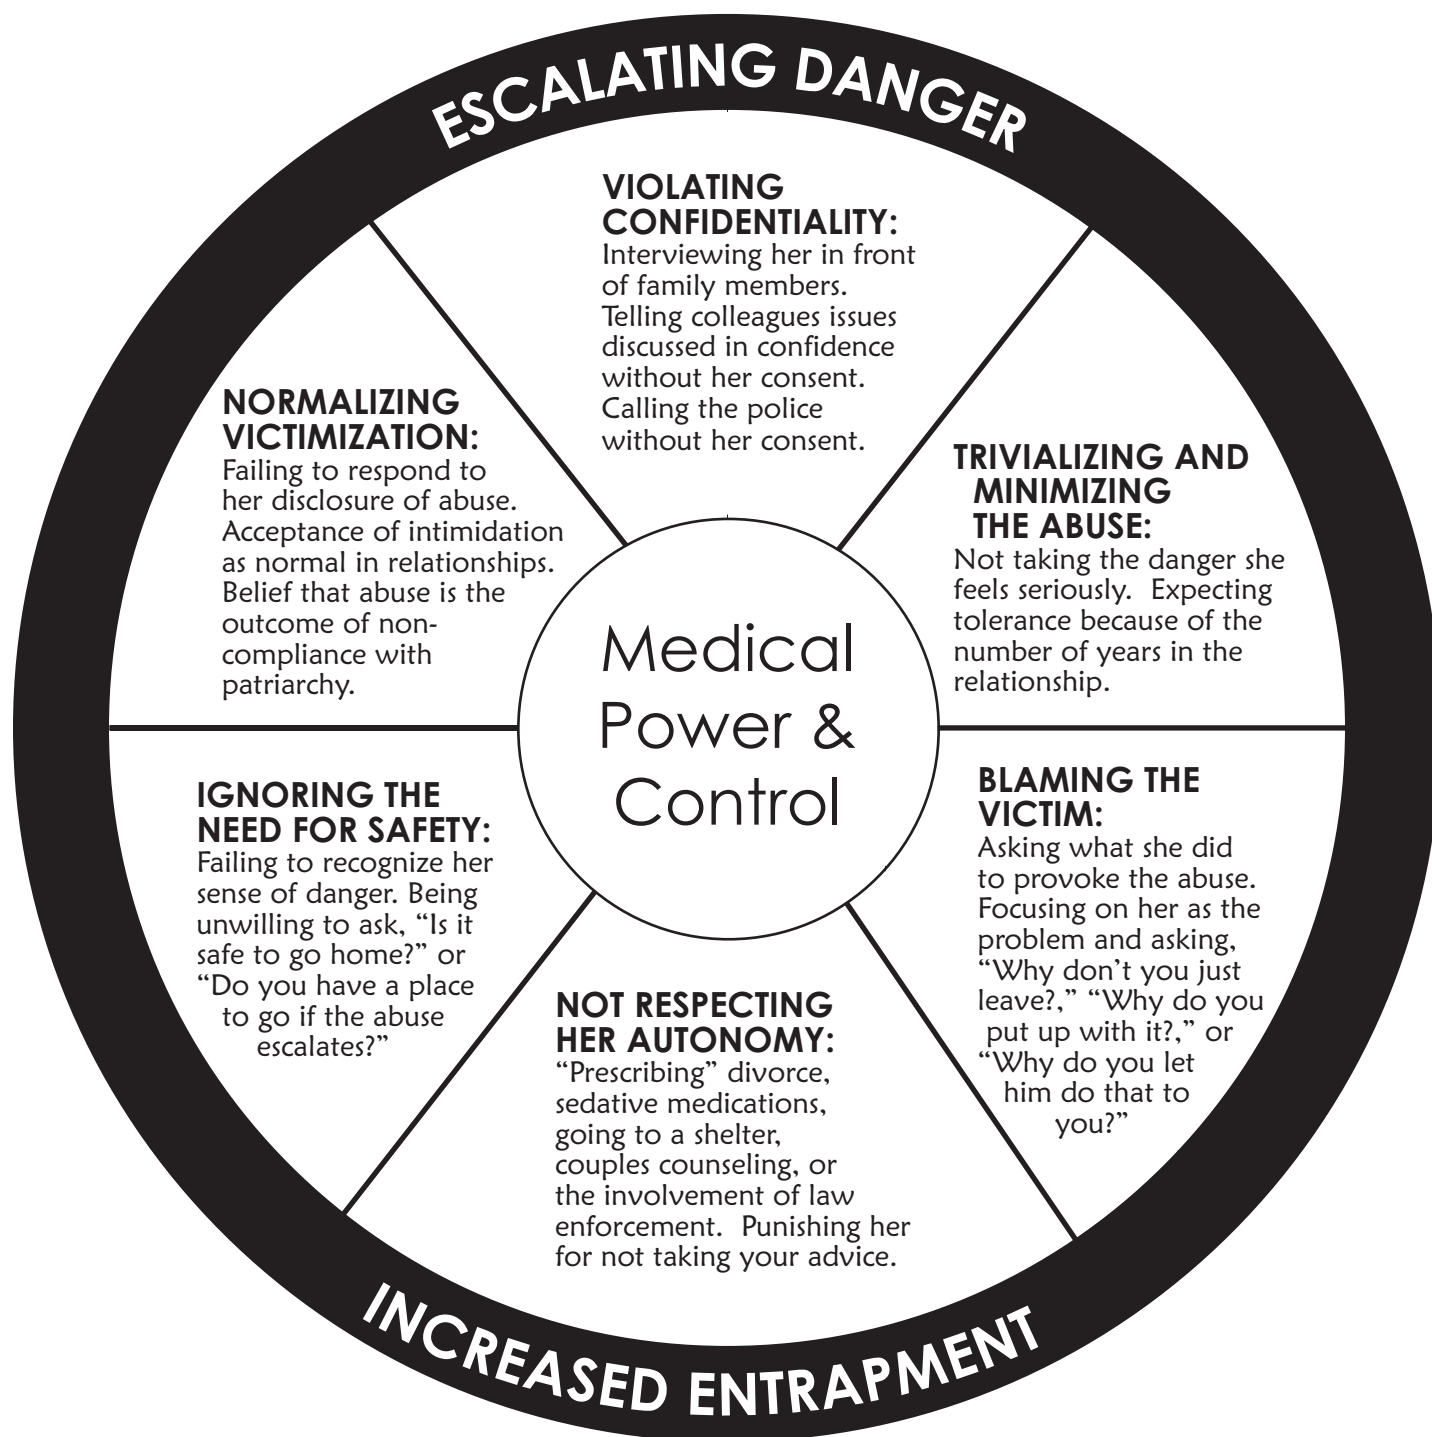 ESCALATING DANGER
VIOLATING
CONFIDENTIALITY:
Interviewing her in front
of family members.
Telling colleagues issues
discussed in confidence
without her consent.
Calling the police
without her consent.
TRIVIALIZING AND
MINIMIZING
THE ABUSE:
Not taking the danger she
feels seriously.  Expecting
tolerance because of the
number of years in the
relationship.
BLAMING THE
VICTIM:
Asking what she did
to provoke the abuse.
Focusing on her as the
problem and asking,
“Why don’t you just
leave?,” “Why do you
put up with it?,” or
“Why do you let
him do that to
you?”
NOT RESPECTING
HER AUTONOMY:
“Prescribing” divorce,
sedative medications,
going to a shelter,
couples counseling, or
the involvement of law
enforcement.  Punishing her
for not taking your advice.
IGNORING THE
NEED FOR SAFETY:
Failing to recognize her
sense of danger. Being
unwilling to ask, “Is it
safe to go home?” or
“Do you have a place
to go if the abuse
escalates?”
NORMALIZING
VICTIMIZATION:
Failing to respond to
her disclosure of abuse.
Acceptance of intimidation
as normal in relationships.
Belief that abuse is the
outcome of non-
compliance with
patriarchy.
Medical
Power &
Control
INCREASED ENTRAPMENT